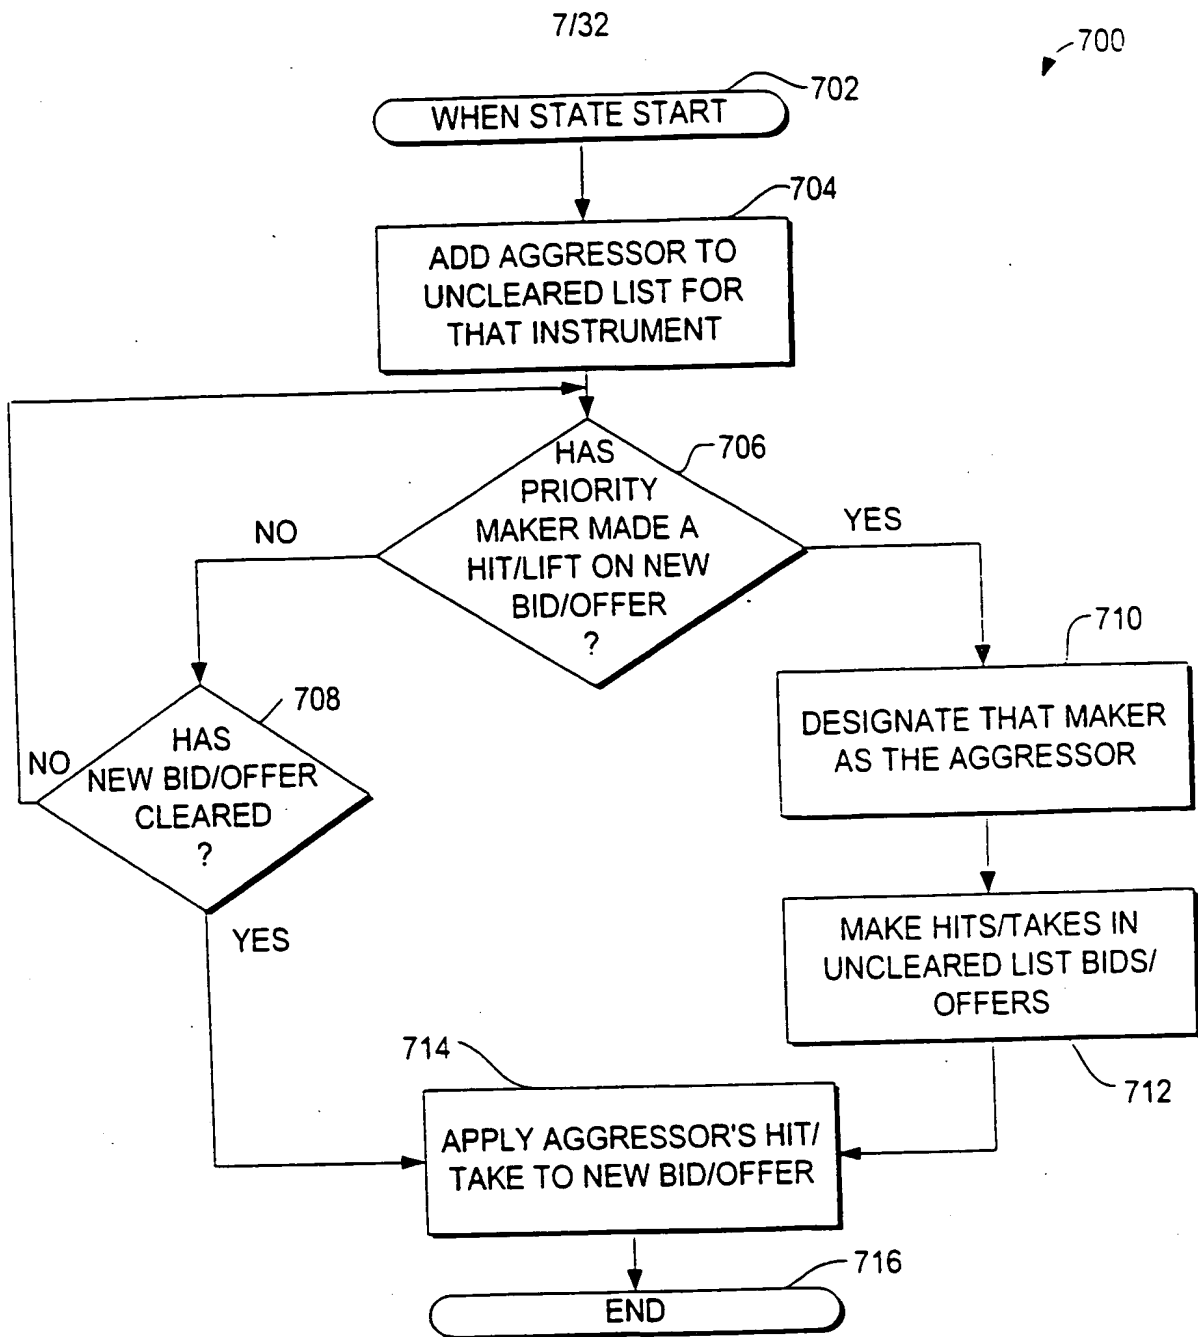 7/32
700
702
WHEN STATE START
704
ADD AGGRESSOR TO
UNCLEARED LIST FOR
THAT INSTRUMENT
706
HAS
PRIORITY
MAKER MADE A
HIT/LIFT ON NEW
BID/OFFER
?
NO
YES
708
HAS
NEW BID/OFFER
CLEARED
?
NO
YES
710
DESIGNATE THAT MAKER
AS THE AGGRESSOR
MAKE HITS/TAKES IN
UNCLEARED LIST BIDS/
OFFERS
712
714
APPLY AGGRESSOR'S HIT/
TAKE TO NEW BID/OFFER
716
END